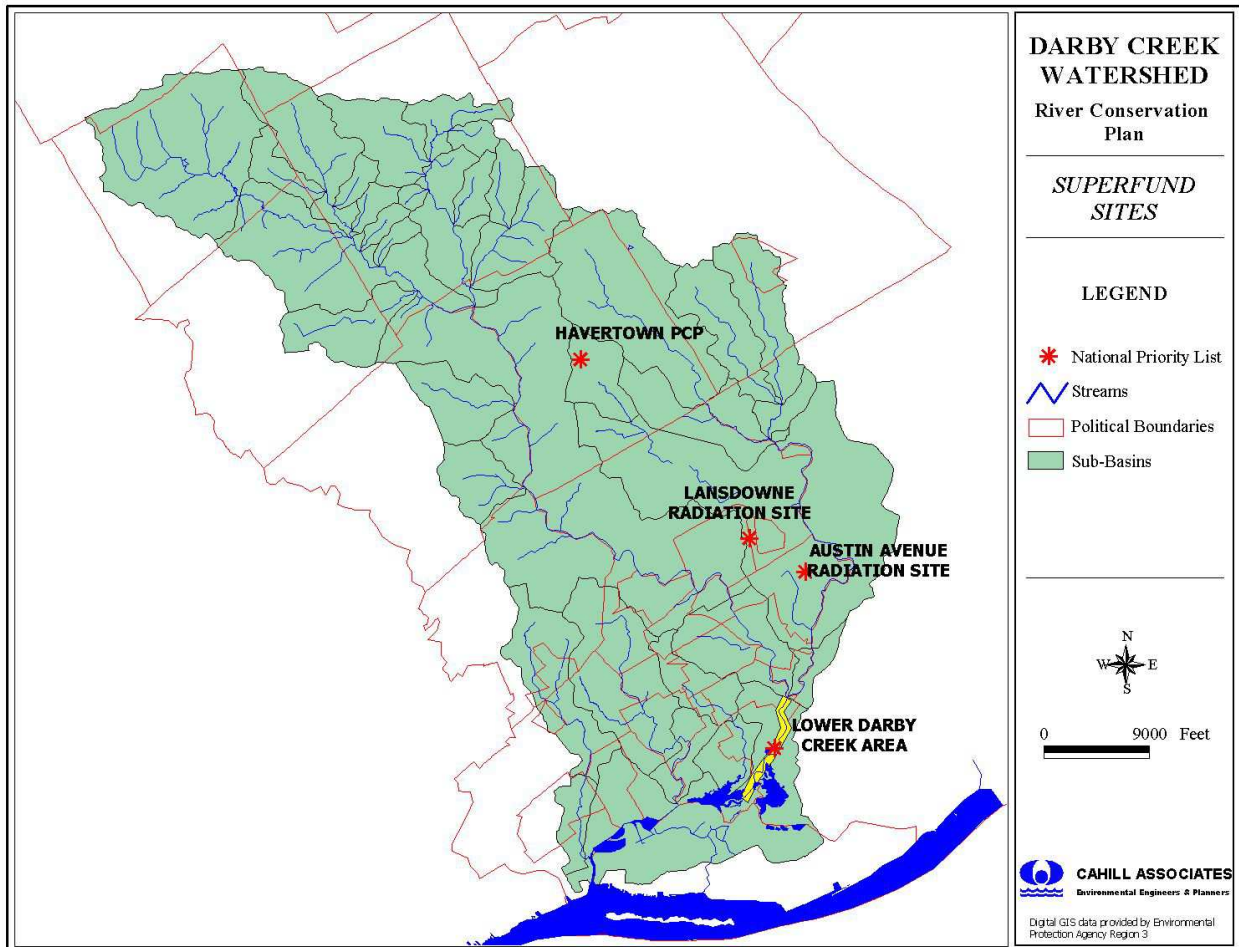 HAVERTOWN PCP
LANSDOWNE
RADIATION SITE
AUSTIN AVENUE
RADIATION SITE
LOWER DARBY
CREEK AREA
DARBY CREEK
WATERSHED
River Conservation
Plan
SUPERFUND
SITES
LEGEND
National Priority List
Streams
Political Boundaries
Sub-Basins
N
W E
S
0 9000 Feet
CAHILL ASSOCIATES
Environmental Engineers & Planners
Digital GIS data provided by Environmental
Protection Agency Region 3